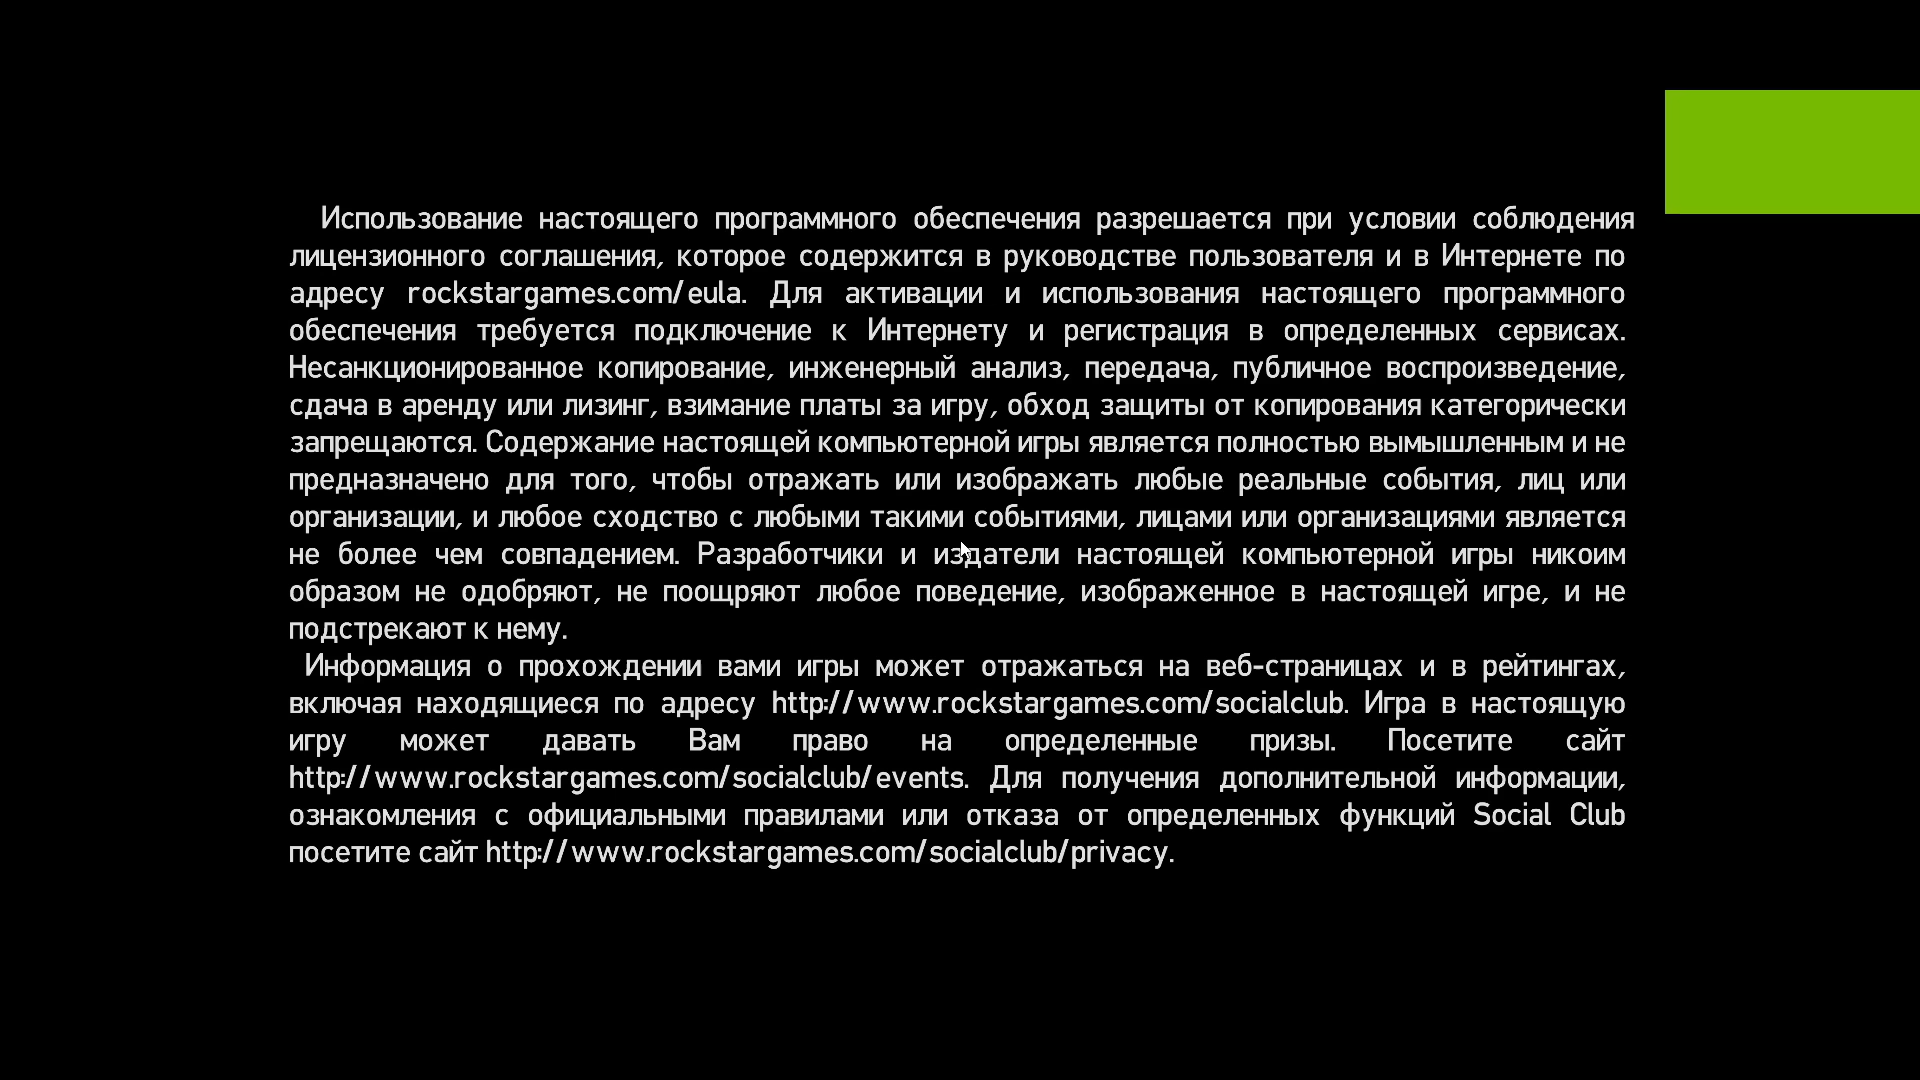 Использование настоящего программного обеспечения разрешается при условии соблюдения
лицензионного соглашения, которое содержится в руководстве пользователя и в Интернете по
адресу rockstargames.com/eula. Для активации и использования настоящего программного
обеспечения требуется подключение к Интернету и регистрация в определенных сервисах.
Несанкционированное копирование, инженерный анализ, передача, публичное воспроизведение,
сдача в аренду или лизинг, взимание платы за игру, обход защиты от копирования категорически
запрещаются. Содержание настоящей компьютерной игры является полностью вымышленным и не
предназначено для того, чтобы отражать или изображать любые реальные события, лиц или
организации, и любое сходство с любыми такими событиями, лицами или организациями является
не более чем совпадением. Разработчики и издатели настоящей компьютерной игры никоим
образом не одобряют, не поощряют любое поведение, изображенное в настоящей игре, и не
подстрекают к нему.
Информация о прохождении вами игры может отражаться на веб-страницах и в рейтингах,
включая находящиеся по адресу http://www.rockstargames.com/socialclub. Игра в настоящую
игру может давать Вам право на определенные призы. Посетите сайт
http://www.rockstargames.com/socialclub/events. Для получения дополнительной информации,
ознакомления с официальными правилами или отказа от определенных функций Social Club
посетите сайт http://www.rockstargames.com/socialclub/privacy.